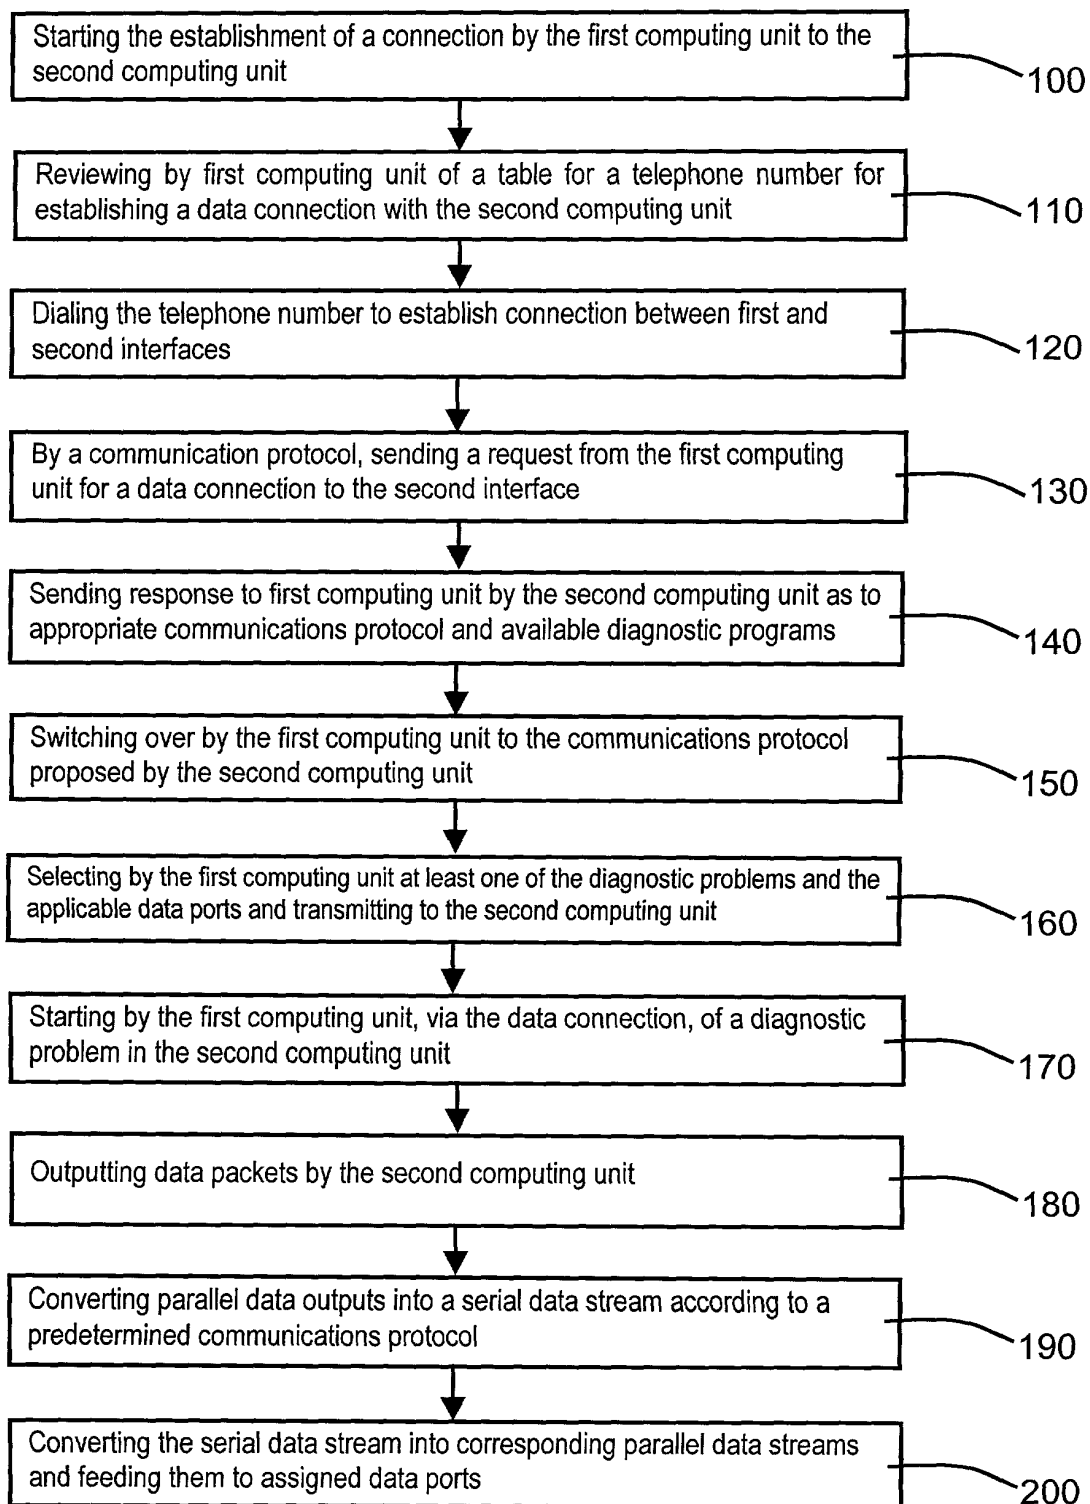 Starting the establishment of a connection by the first computing unit to the
second computing unit
100
Reviewing by first computing unit of a table for a telephone number for
establishing a data connection with the second computing unit
110
Dialing the telephone number to establish connection between first and
second interfaces
120
By a communication protocol, sending a request from the first computing
unit for a data connection to the second interface
130
Sending response to first computing unit by the second computing unit as to
appropriate communications protocol and available diagnostic programs
140
Switching over by the first computing unit to the communications protocol
proposed by the second computing unit
150
Selecting by the first computing unit at least one of the diagnostic problems and the
applicable data ports and transmitting to the second computing unit
160
Starting by the first computing unit, via the data connection, of a diagnostic
problem in the second computing unit
170
Outputting data packets by the second computing unit
180
Converting parallel data outputs into a serial data stream according to a
predetermined communications protocol
190
Converting the serial data stream into corresponding parallel data streams
and feeding them to assigned data ports
200